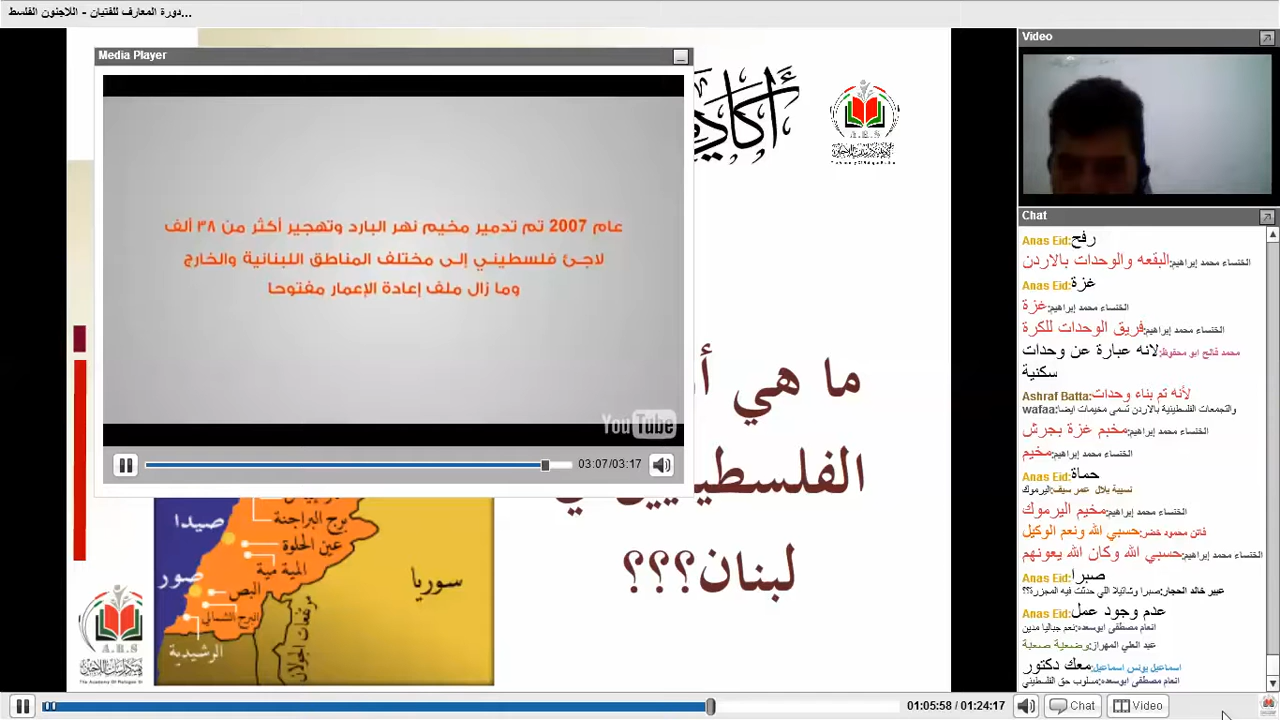 دورة المعارف للفتيان - اللاجئون الفلسط...
Media Player
عام 2007 تم تدمير مخيم نهر البارد وتهجير أكثر من ٣٨ ألف
لاجئ فلسطيني إلى مختلف المناطق اللبنانية والخارج
وما زال ملف إعادة الإعمار مفتوحا
YouTube
03:07/03:17
A.R.S
ما هي
الفلسطينيين في
لبنان؟؟؟
برج البراجنة
صيدا
عين الحلوة
المية مية
صور
البص
البرج الشمالي
الرشيدية
سوريا
مرتفعات الجولان
A.R.S
The Academy Of Refugee St
Video
Chat
Anas Eid: رفح
الخنساء محمد إبراهيم: البقعه والوحدات بالاردن
Anas Eid: غزة
الخنساء محمد إبراهيم: غزة
الخنساء محمد إبراهيم: فريق الوحدات للكرة
محمد فالح ابو محفوظ: لانه عبارة عن وحدات
سكنية
Ashraf Batta: لأنه تم بناء وحدات
wafaa: والتجمعات الفلسطينية بالاردن تسمى مخيمات ايضا
الخنساء محمد إبراهيم: مخيم غزة بجرش
الخنساء محمد إبراهيم: مخيم
Anas Eid: حماة
نسيبة بلال عمر سيف: اليرموك
الخنساء محمد إبراهيم: مخيم اليرموك
فاتن محمود خضر: حسبي الله ونعم الوكيل
الخنساء محمد إبراهيم: حسبي الله وكان الله يعونهم
Anas Eid: صبرا
عبير خالد الحجار: صبرا وشاتيلا اللي حدثت فيه المجزرة؟؟
Anas Eid: عدم وجود عمل
انعام مصطفى ابوسعده: نعم جباليا مدين
عبد العلي المهراز: وضعية صعبة
اسماعيل يونس اسماعيل: معك دكتور
انعام مصطفى ابوسعده: مسلوب حق الفلسطيني
01:05:58 / 01:24:17
Chat
Video